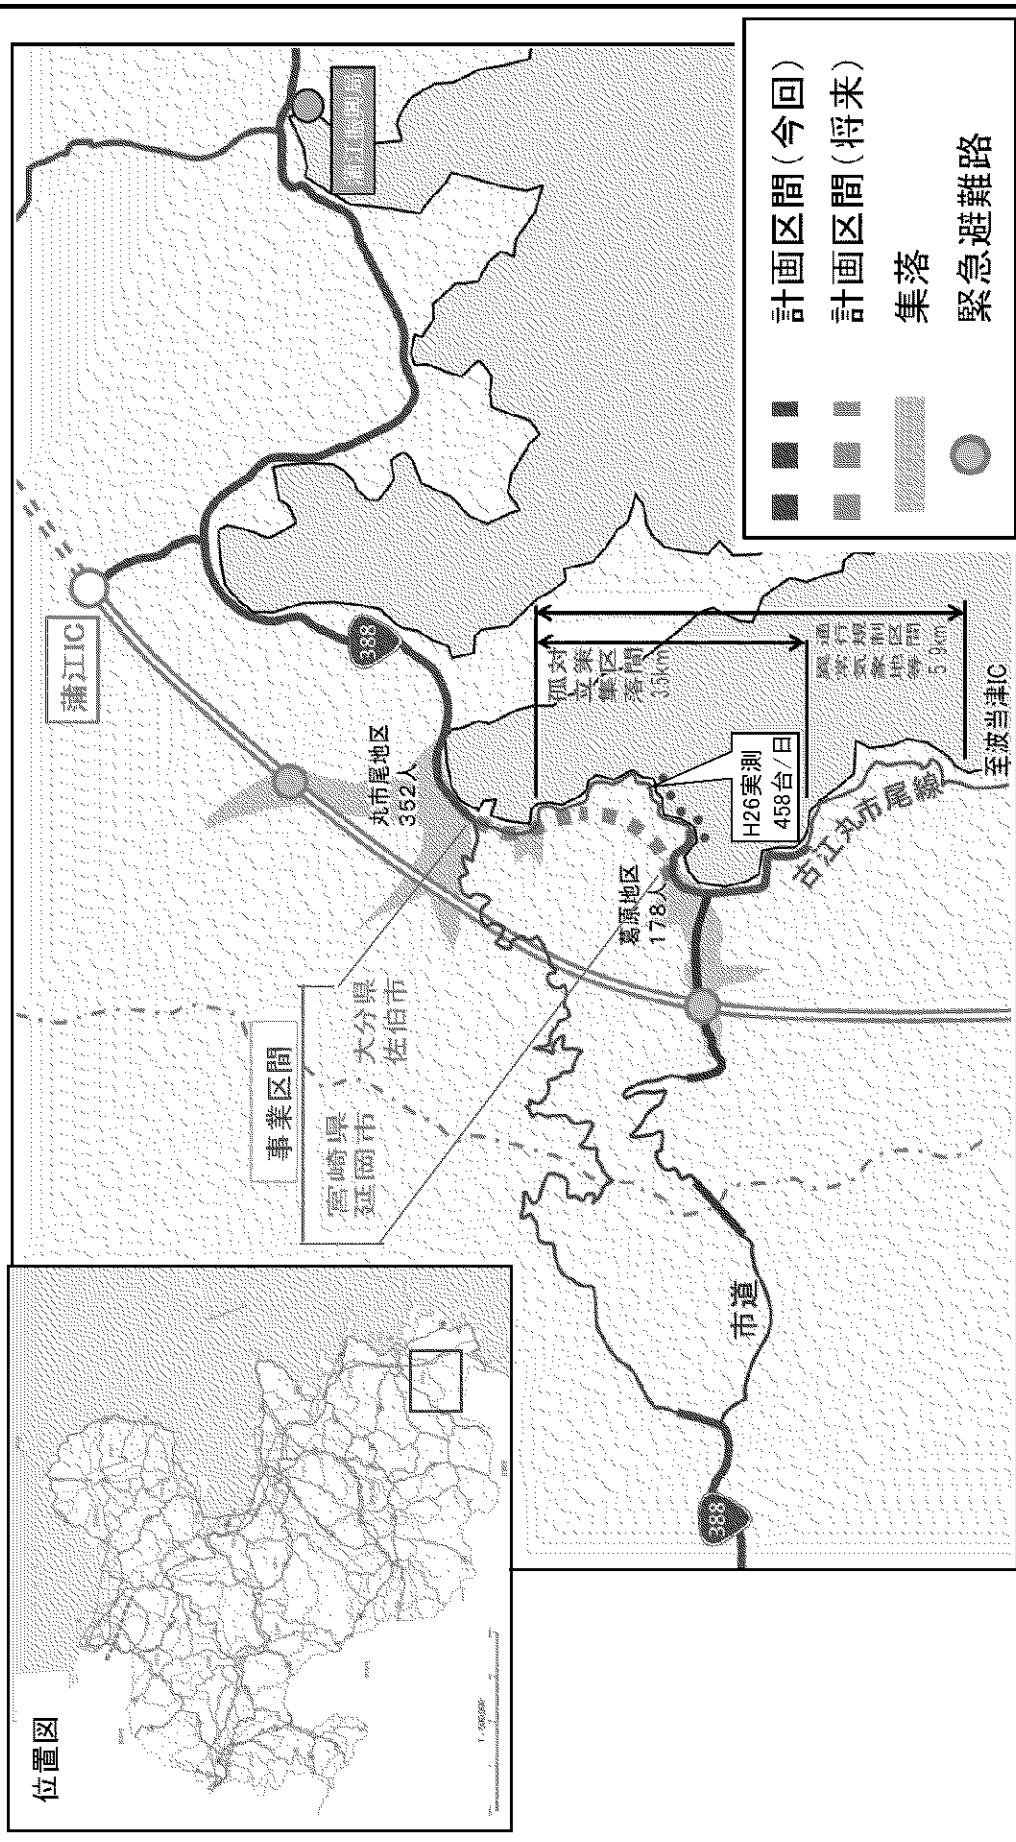 位置図
事業区間
宮崎県
延岡市
大分県
佐伯市
蒲江IC
丸市尾地区
352人
葛原地区
178人
388
388
市道
孤立集落
対策区間
3.5km
異常気象時等
通行規制区間
5.9km
H26実測
458台/日
古江丸市尾線
至波当津IC
計画区間(今回)
計画区間(将来)
集落
緊急避難路